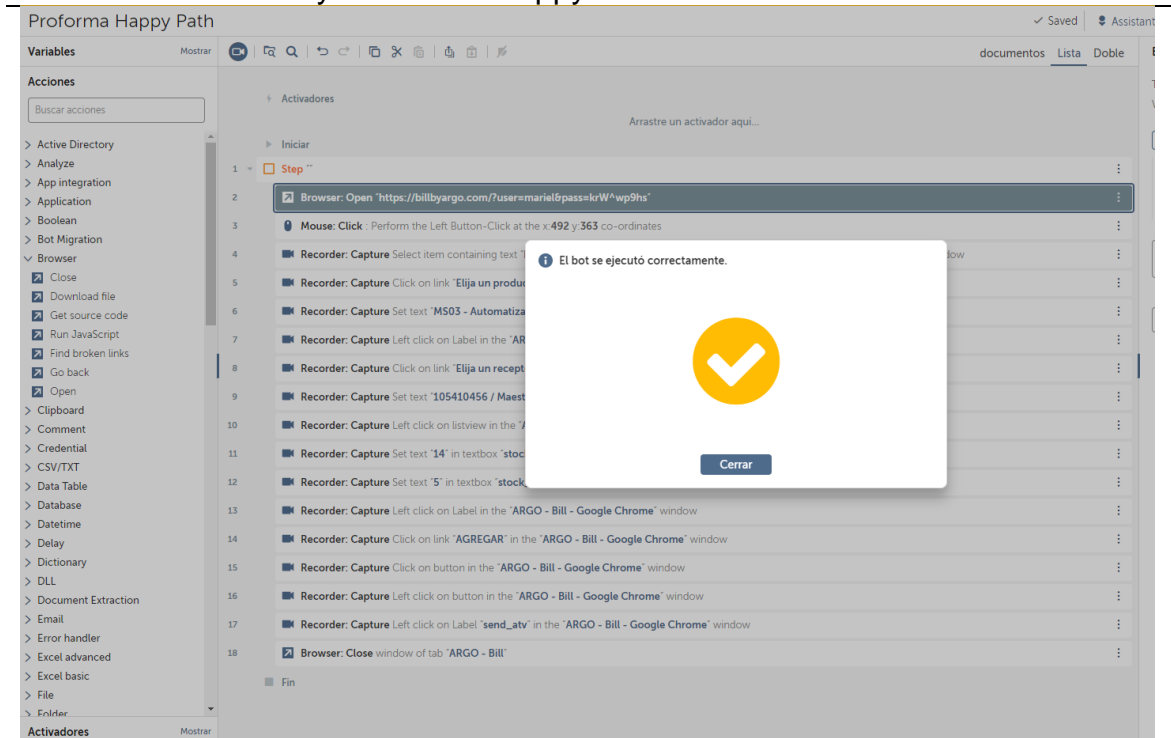 Proforma Happy Path
Saved
Variables
Mostrar
documentos
Lista
Doble
Acciones
Buscar acciones
Active Directory
Analyze
App integration
Application
Boolean
Bot Migration
Browser
Close
Download file
Get source code
Run JavaScript
Find broken links
Go back
Open
Clipboard
Comment
Credential
CSV/TXT
Data Table
Database
Datetime
Delay
Dictionary
DLL
Document Extraction
Email
Error handler
Excel advanced
Excel basic
File
Folder
Activadores
Mostrar
Activadores
Arrastre un activador aquí...
Iniciar
1 Step ""
2 Browser: Open "https://billbyargo.com/?user=mariel&pass=krW^wp9hs"
3 Mouse: Click : Perform the Left Button-Click at the x:492 y:363 co-ordinates
4 Recorder: Capture Select item containing text
5 Recorder: Capture Click on link "Elija un
6 Recorder: Capture Set text "MS03 -
7 Recorder: Capture Left click on Label in the
8 Recorder: Capture Click on link "Elija un
9 Recorder: Capture Set text "105410456 /
10 Recorder: Capture Left click on listview in the
11 Recorder: Capture Set text "14" in textbox
12 Recorder: Capture Set text "5" in textbox
13 Recorder: Capture Left click on Label in the "ARGO - Bill - Google Chrome" window
14 Recorder: Capture Click on link "AGREGAR" in the "ARGO - Bill - Google Chrome" window
15 Recorder: Capture Click on button in the "ARGO - Bill - Google Chrome" window
16 Recorder: Capture Left click on button in the "ARGO - Bill - Google Chrome" window
17 Recorder: Capture Left click on Label "send_atv" in the "ARGO - Bill - Google Chrome" window
18 Browser: Close window of tab "ARGO - Bill"
Fin
El bot se ejecutó correctamente.
Cerrar